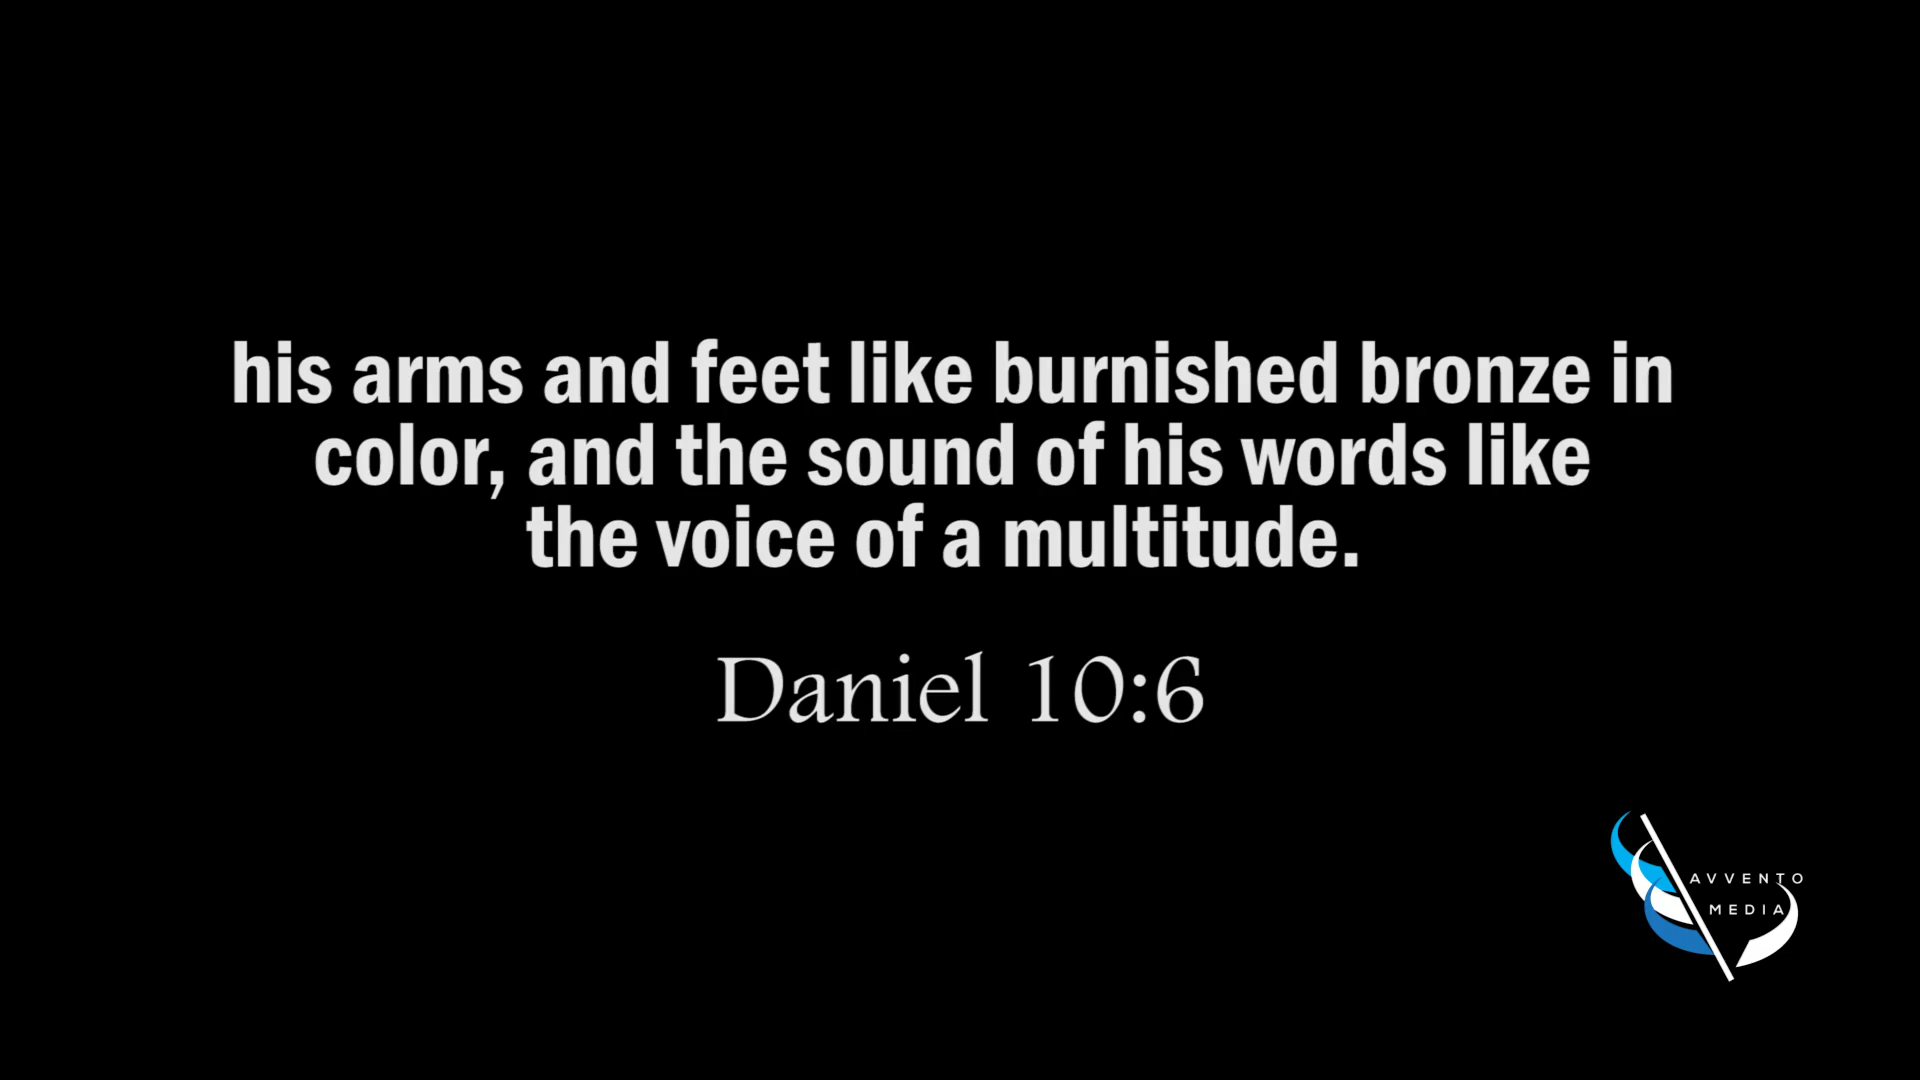 his arms and feet like burnished bronze in
color, and the sound of his words like
the voice of a multitude.
Daniel 10:6
AVVENTO
MEDIA